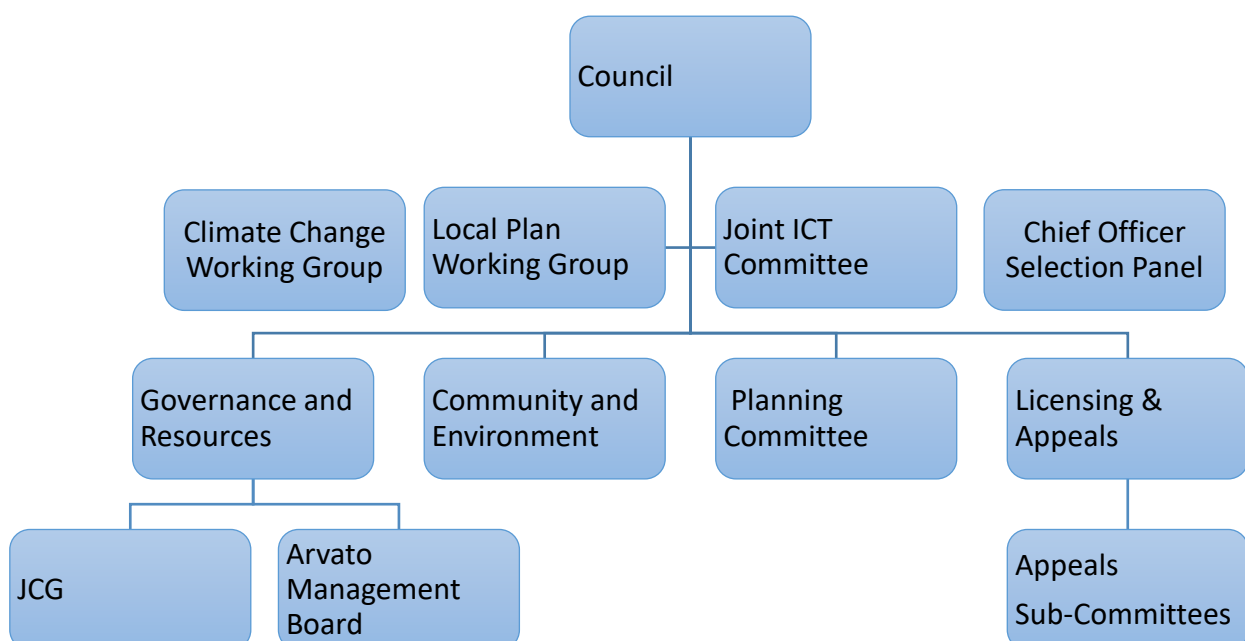 Council
Climate Change
Working Group
Local Plan
Working Group
Joint ICT
Committee
Chief Officer
Selection Panel
Governance and
Resources
Community and
Environment
Planning
Committee
Licensing &
Appeals
JCG
Arvato
Management
Board
Appeals
Sub-Committees